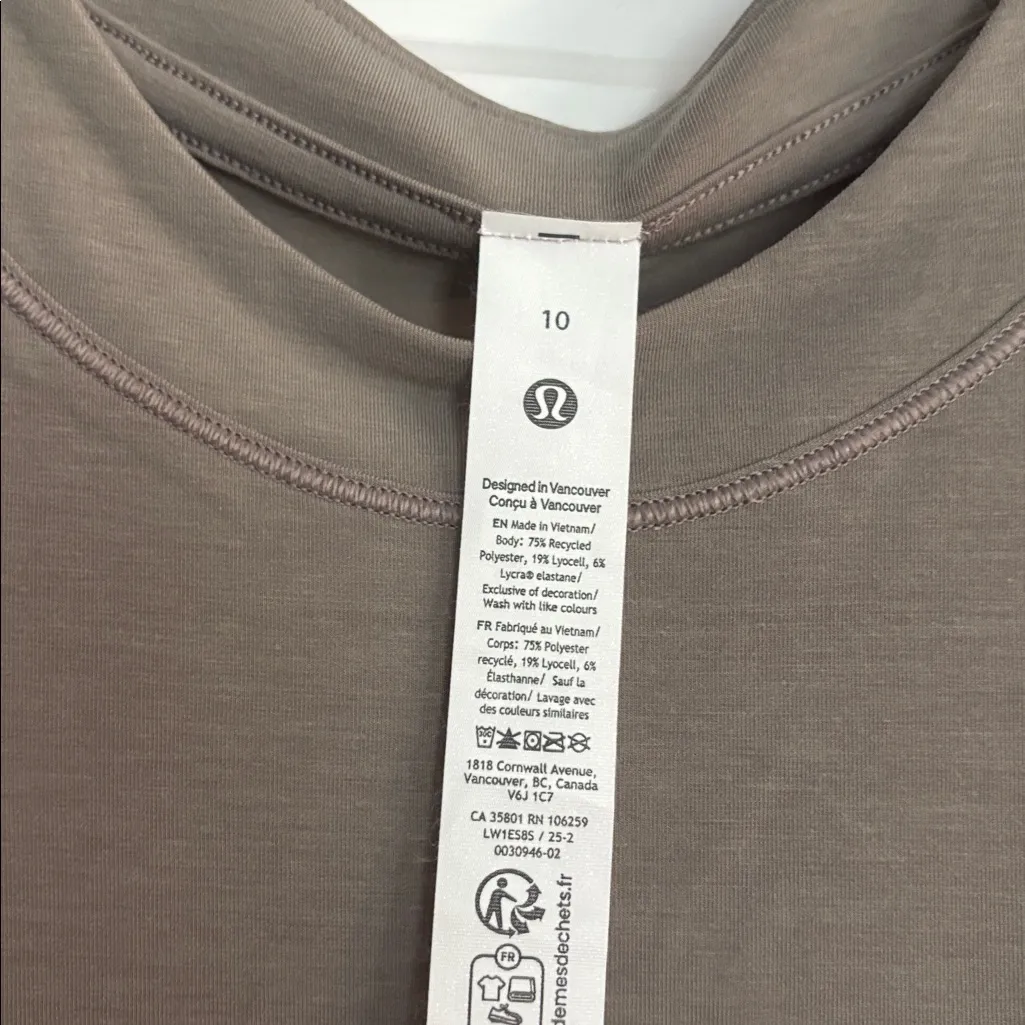 10
Designed in Vancouver
Conçu à Vancouver
EN Made in Vietnam/
Body: 75% Recycled
Polyester, 19% Lyocell, 6%
Lycra® elastane/
Exclusive of decoration/
Wash with like colours
FR Fabriqué au Vietnam/
Corps: 75% Polyester
recyclé, 19% Lyocell, 6%
Élasthanne/ Sauf la
décoration/ Lavage avec
des couleurs similaires
30C
1818 Cornwall Avenue,
Vancouver, BC, Canada
V6J 1C7
CA 35801 RN 106259
LW1ES8S / 25-2
0030946-02
FR
demesdechets.fr